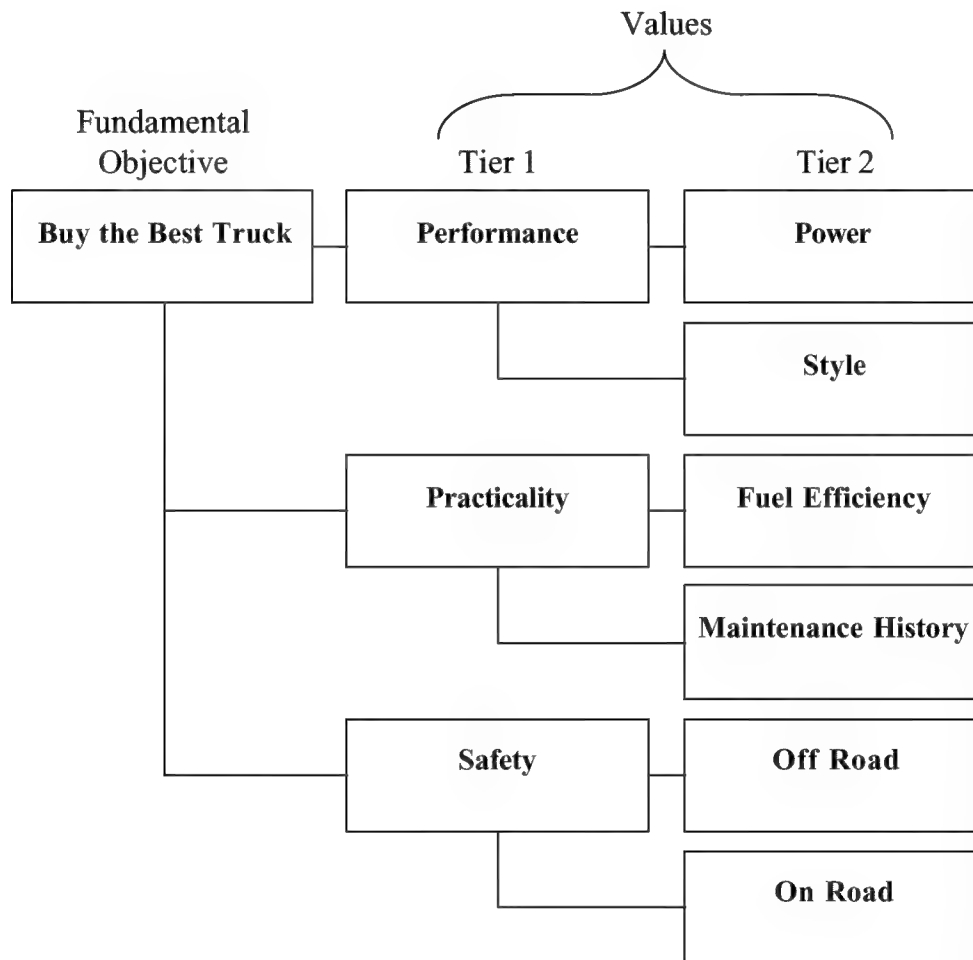 Values
Fundamental
Objective
Tier 1
Tier 2
Buy the Best Truck
Performance
Power
Style
Practicality
Fuel Efficiency
Maintenance History
Safety
Off Road
On Road